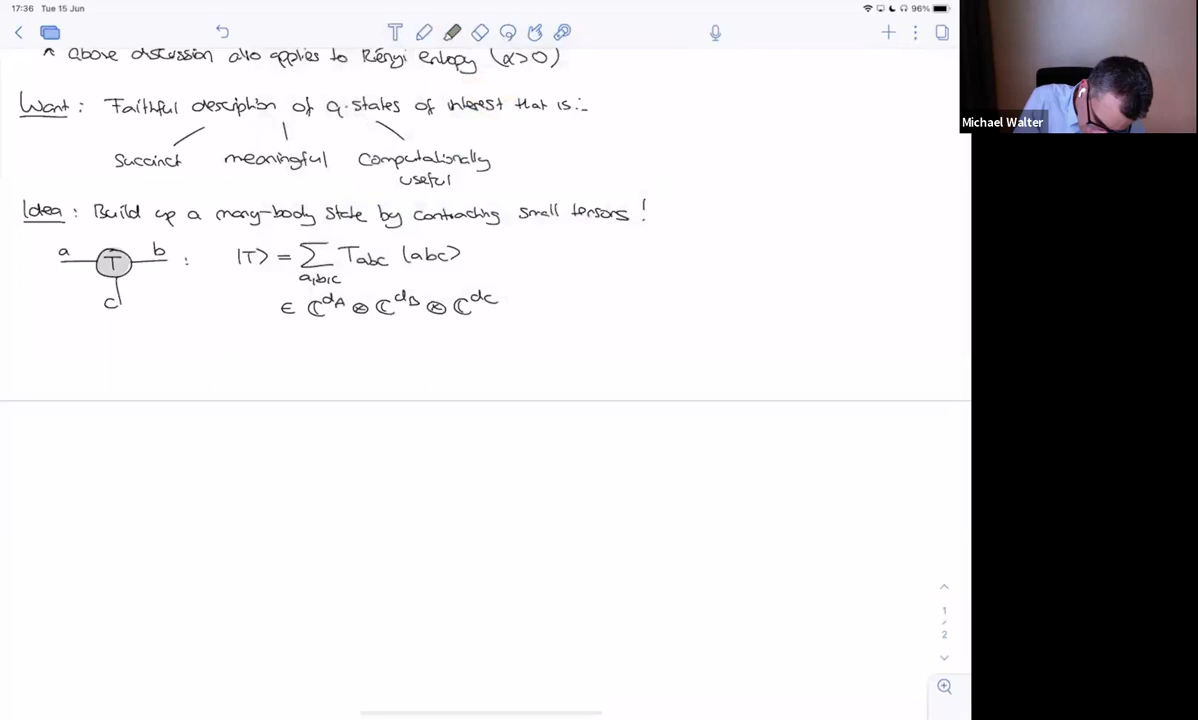 17:36 Tue 15 Jun
96%
^ above discussion also applies to Rényi entropy (α>0)
Want: Faithful description of q. states of interest that is:
Succinct meaningful computationally useful
Idea: Build up a many-body state by contracting small tensors!
a T b c : |T⟩ = ∑ Tabc |abc⟩
a,b,c
∈ ℂ^dA ⊗ ℂ^dB ⊗ ℂ^dC
Michael Walter
1
/
2